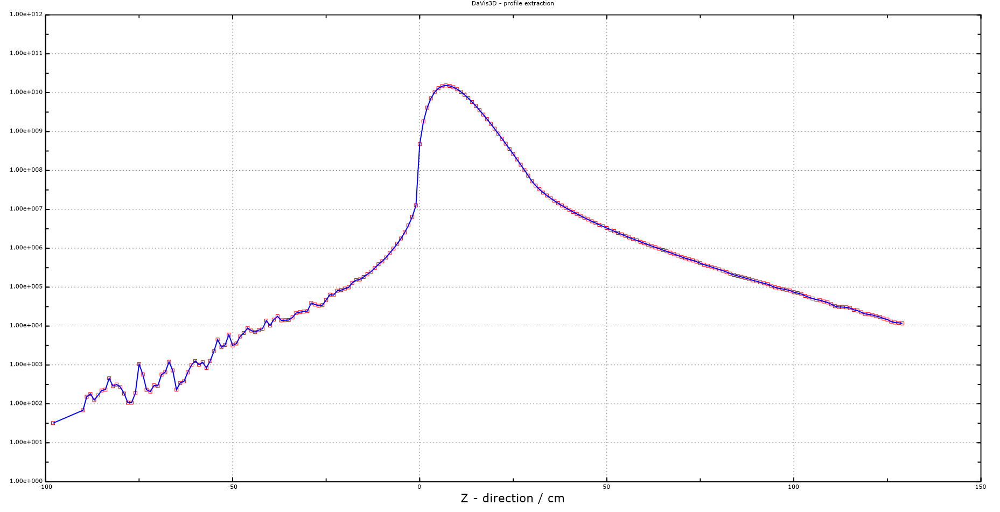 DaVis3D - profile extraction
1.00e+012
1.00e+011
1.00e+010
1.00e+009
1.00e+008
1.00e+007
1.00e+006
1.00e+005
1.00e+004
1.00e+003
1.00e+002
1.00e+001
1.00e+000
-100 -50 0 50 100 150
Z - direction / cm